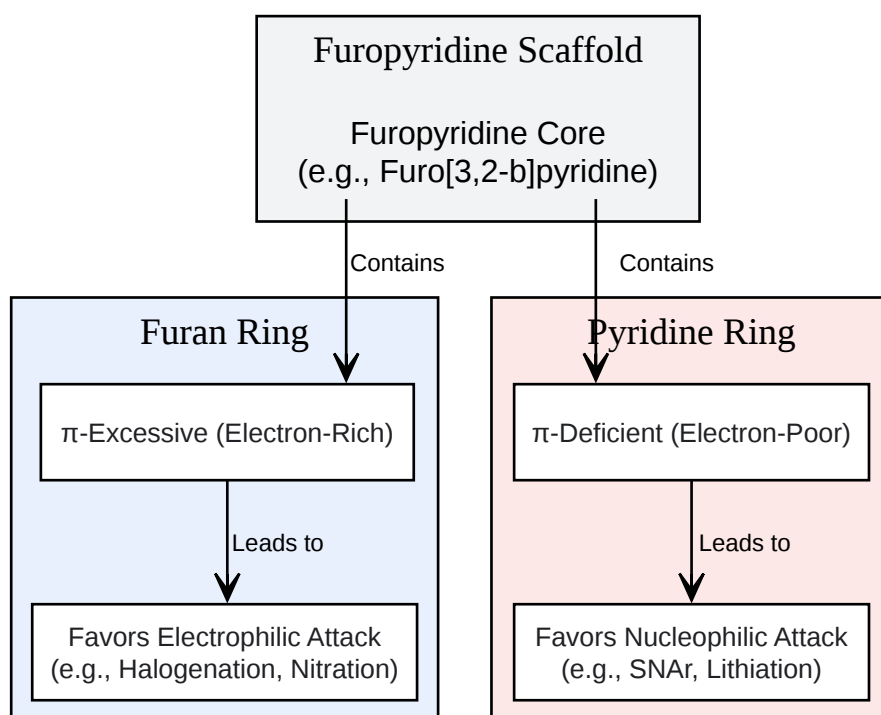 Furopyridine Scaffold
Furopyridine Core
(e.g., Furo[3,2-b]pyridine)
Contains
Contains
Furan Ring
π-Excessive (Electron-Rich)
Leads to
Favors Electrophilic Attack
(e.g., Halogenation, Nitration)
Pyridine Ring
π-Deficient (Electron-Poor)
Leads to
Favors Nucleophilic Attack
(e.g., SNAr, Lithiation)